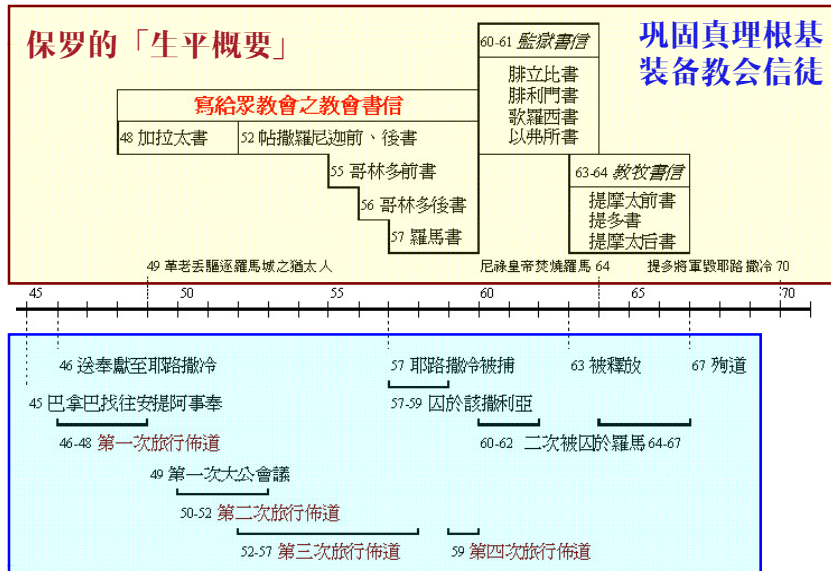 保罗的「生平概要」
巩固真理根基
装备教会信徒
60-61 監獄書信
腓立比書
腓利門書
歌羅西書
以弗所書
寫給眾教會之教會書信
48 加拉太書
52 帖撒羅尼迦前、後書
55 哥林多前書
56 哥林多後書
57 羅馬書
63-64 教牧書信
提摩太前書
提多書
提摩太后書
49 革老丟驅逐羅馬城之猶太人
尼祿皇帝焚燒羅馬 64
提多將軍毀耶路撒冷 70
45 50 55 60 65 70
46 送奉獻至耶路撒冷
57 耶路撒冷被捕
63 被釋放
67 殉道
45 巴拿巴找往安提阿事奉
57-59 囚於該撒利亞
46-48 第一次旅行佈道
60-62 二次被囚於羅馬 64-67
49 第一次大公會議
50-52 第二次旅行佈道
52-57 第三次旅行佈道
59 第四次旅行佈道